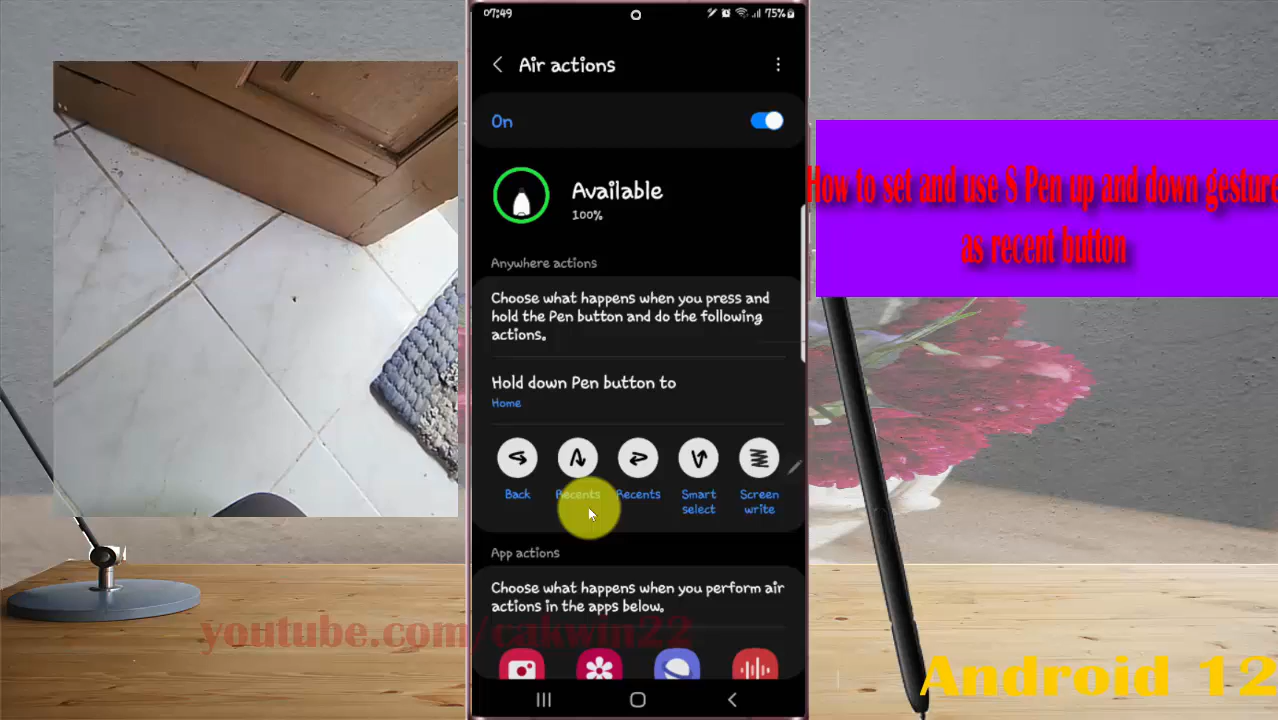 07:49
75%
Air actions
On
Available
100%
Anywhere actions
Choose what happens when you press and
hold the Pen button and do the following
actions.
Hold down Pen button to
Home
Back
Recents
Recents
Smart
select
Screen
write
App actions
Choose what happens when you perform air
actions in the apps below.
How to set and use S Pen up and down gesture
as recent button
youtube.com/cakwin22
Android 12